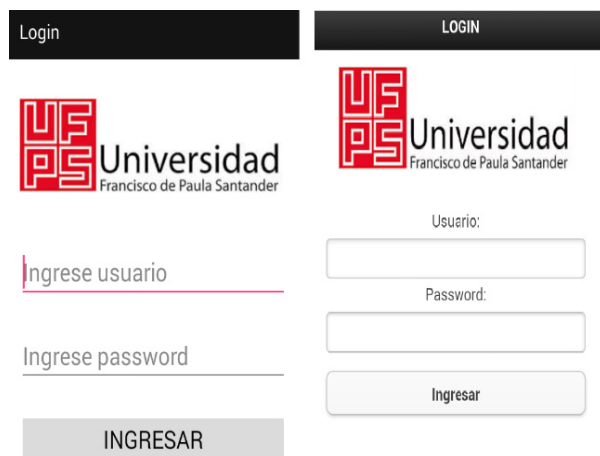 Login
UF
PS
Universidad
Francisco de Paula Santander
Ingrese usuario
Ingrese password
INGRESAR
LOGIN
UF
PS
Universidad
Francisco de Paula Santander
Usuario:
Password:
Ingresar